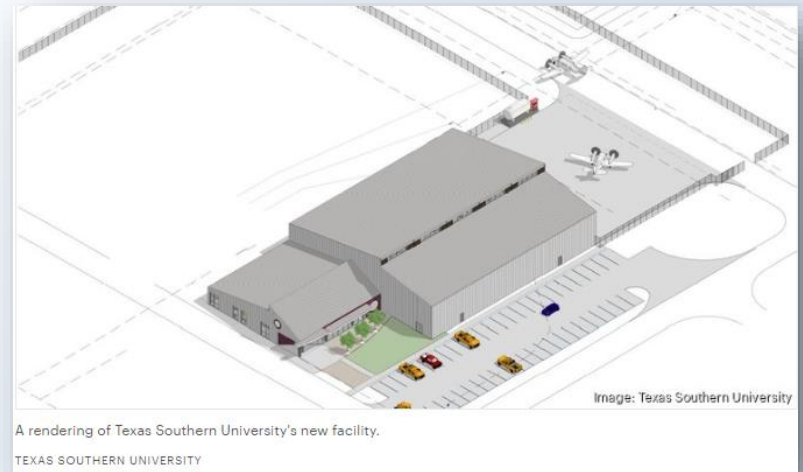 Image: Texas Southern University
A rendering of Texas Southern University's new facility.
TEXAS SOUTHERN UNIVERSITY